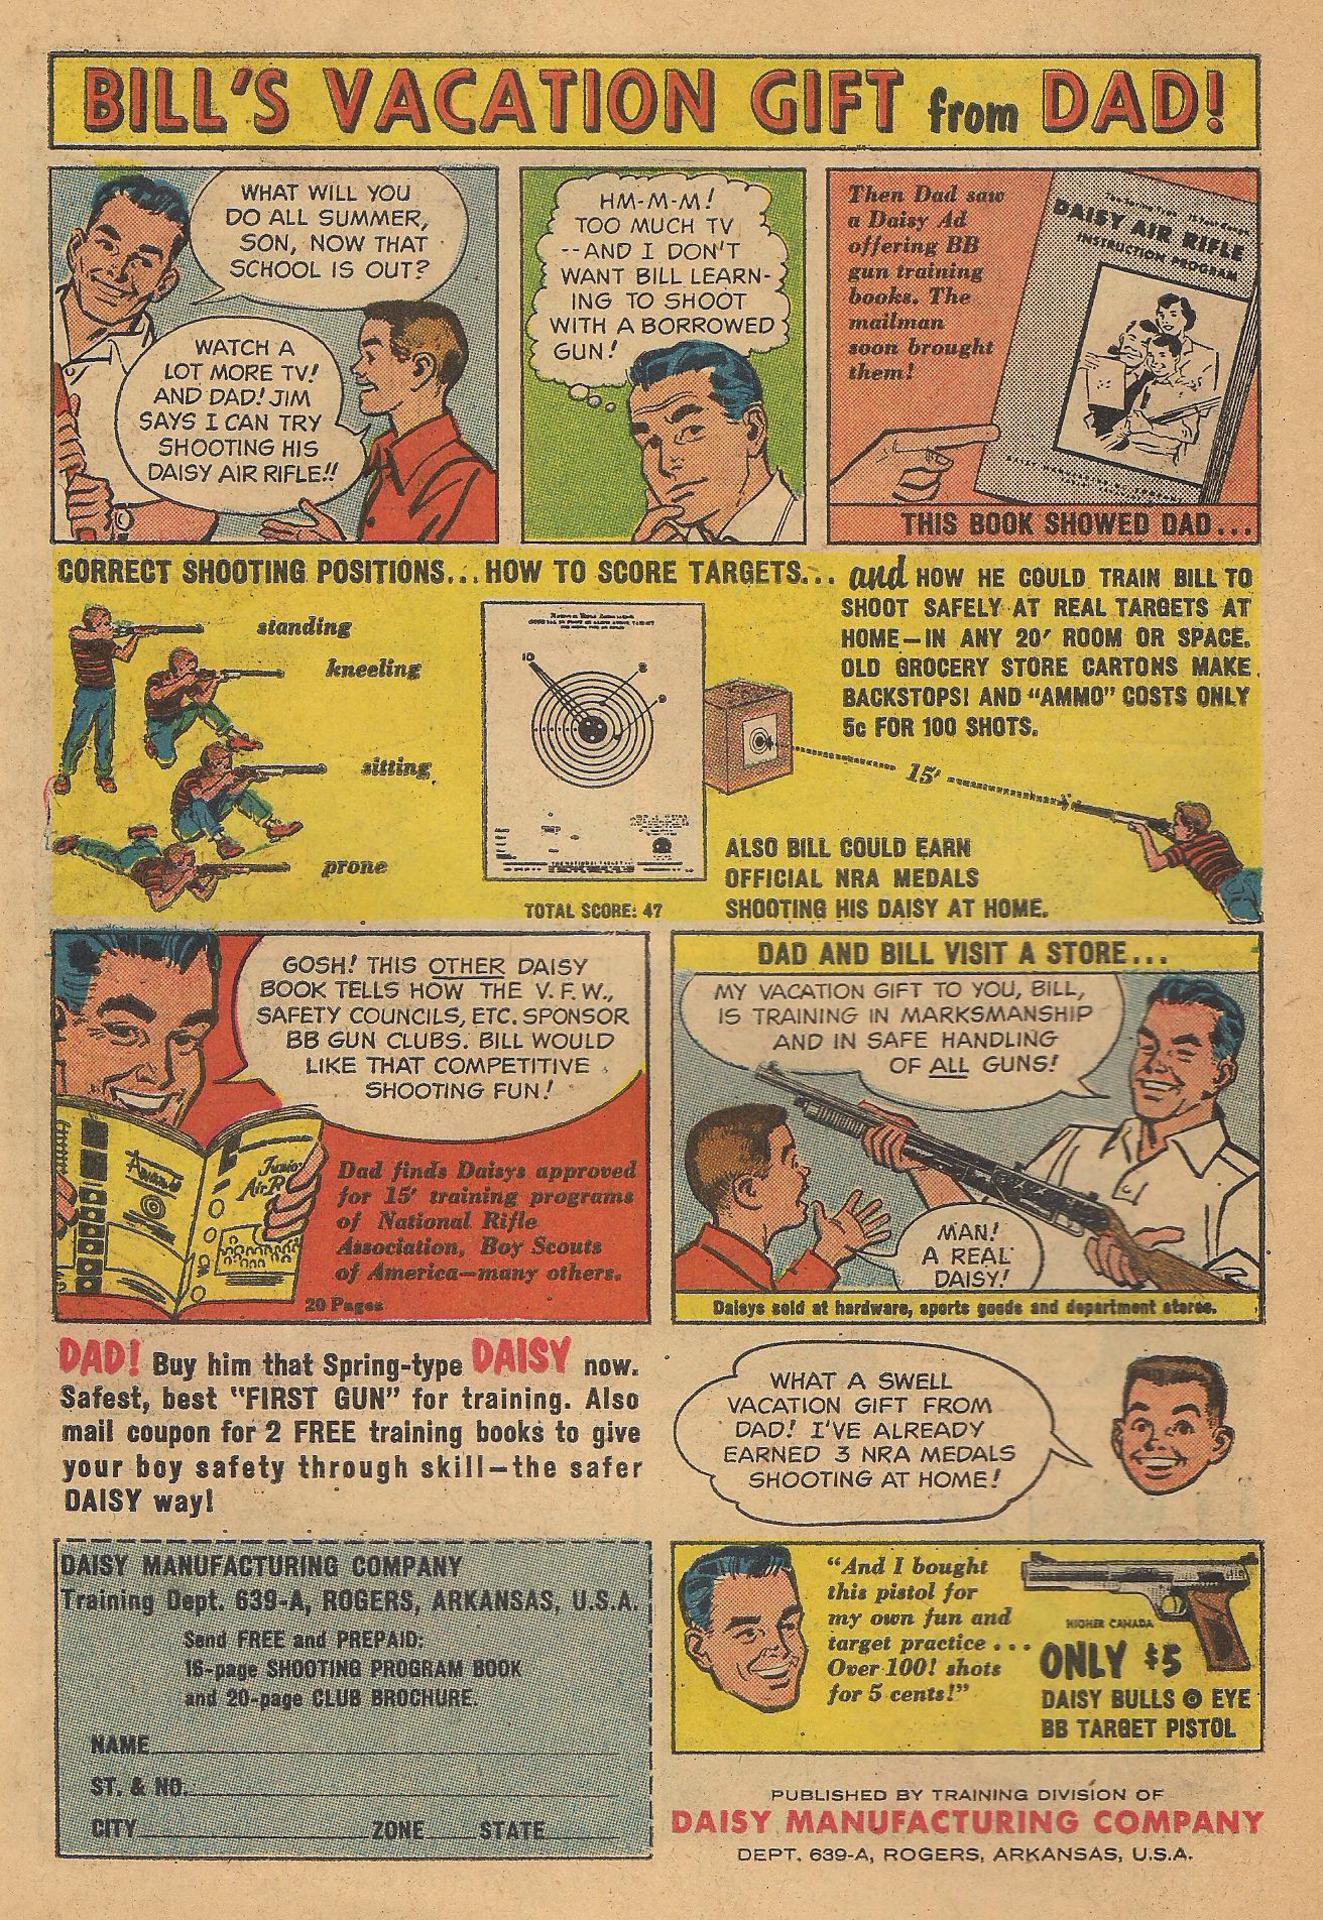 BILL'S VACATION GIFT from DAD!
WHAT WILL YOU
DO ALL SUMMER,
SON, NOW THAT
SCHOOL IS OUT?
WATCH A
LOT MORE TV!
AND DAD! JIM
SAYS I CAN TRY
SHOOTING HIS
DAISY AIR RIFLE!!
HM-M-M!
TOO MUCH TV
--AND I DON'T
WANT BILL LEARN-
ING TO SHOOT
WITH A BORROWED
GUN!
Then Dad saw
a Daisy Ad
offering BB
gun training
books. The
mailman
soon brought
them!
DAISY AIR RIFLE
INSTRUCTION PROGRAM
THIS BOOK SHOWED DAD...
CORRECT SHOOTING POSITIONS... HOW TO SCORE TARGETS...
standing
kneeling
sitting
prone
10
8
9
TOTAL SCORE: 47
and HOW HE COULD TRAIN BILL TO
SHOOT SAFELY AT REAL TARGETS AT
HOME—IN ANY 20' ROOM OR SPACE.
OLD GROCERY STORE CARTONS MAKE
BACKSTOPS! AND "AMMO" COSTS ONLY
5c FOR 100 SHOTS.
15'
ALSO BILL COULD EARN
OFFICIAL NRA MEDALS
SHOOTING HIS DAISY AT HOME.
GOSH! THIS OTHER DAISY
BOOK TELLS HOW THE V.F.W.,
SAFETY COUNCILS, ETC. SPONSOR
BB GUN CLUBS. BILL WOULD
LIKE THAT COMPETITIVE
SHOOTING FUN!
Awards
Junior
Air R
Dad finds Daisys approved
for 15' training programs
of National Rifle
Association, Boy Scouts
of America—many others.
20 Pages
DAD AND BILL VISIT A STORE...
MY VACATION GIFT TO YOU, BILL,
IS TRAINING IN MARKSMANSHIP
AND IN SAFE HANDLING
OF ALL GUNS!
MAN!
A REAL
DAISY!
Daisys sold at hardware, sports goods and department stores.
DAD! Buy him that Spring-type DAISY now.
Safest, best "FIRST GUN" for training. Also
mail coupon for 2 FREE training books to give
your boy safety through skill—the safer
DAISY way!
WHAT A SWELL
VACATION GIFT FROM
DAD! I'VE ALREADY
EARNED 3 NRA MEDALS
SHOOTING AT HOME!
DAISY MANUFACTURING COMPANY
Training Dept. 639-A, ROGERS, ARKANSAS, U.S.A.
Send FREE and PREPAID:
16-page SHOOTING PROGRAM BOOK
and 20-page CLUB BROCHURE.
NAME
ST. & NO.
CITY ZONE STATE
"And I bought
this pistol for
my own fun and
target practice...
Over 100! shots
for 5 cents!"
HIGHER CANADA
ONLY $5
DAISY BULLS EYE
BB TARGET PISTOL
PUBLISHED BY TRAINING DIVISION OF
DAISY MANUFACTURING COMPANY
DEPT. 639-A, ROGERS, ARKANSAS, U.S.A.